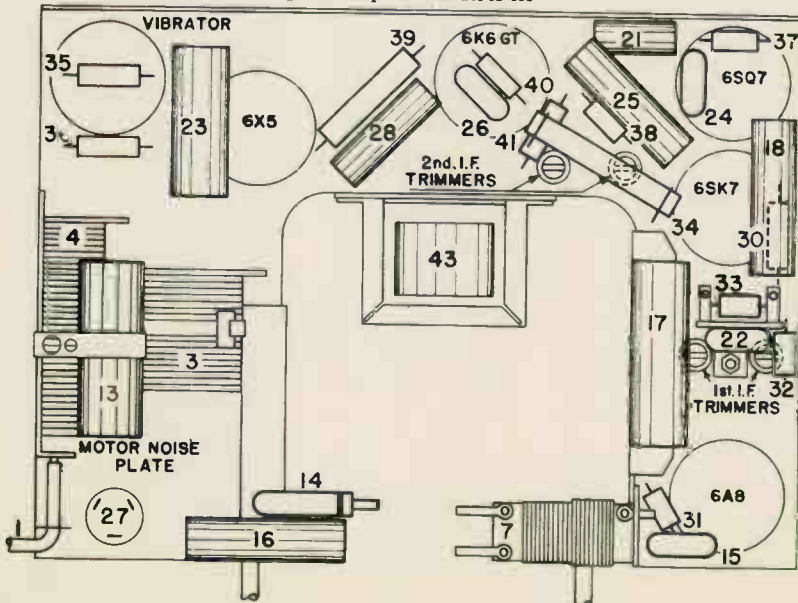 VIBRATOR
35
39
6K6 GT
21
37
6SQ7
23
6X5
28
26
40
41
25
38
24
18
2nd. I.F.
TRIMMERS
6SK7
34
30
4
43
33
17
22
3
13
1st. I.F.
TRIMMERS
32
MOTOR NOISE
PLATE
14
6A8
27
1
16
7
31
15